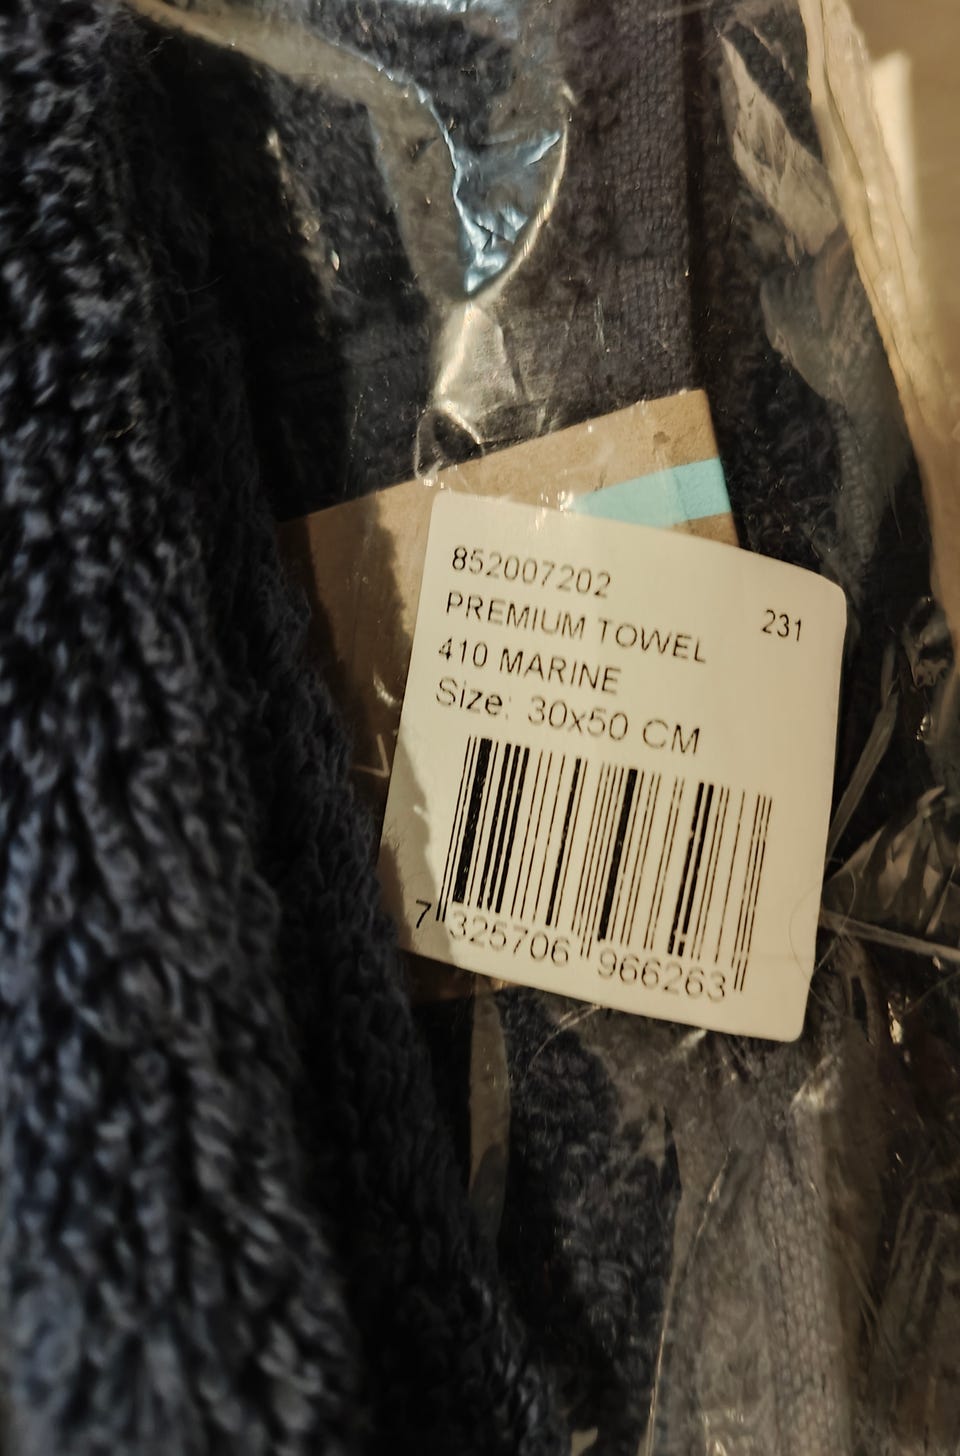 852007202
PREMIUM TOWEL 231
410 MARINE
Size: 30x50 CM
7 325706 966263